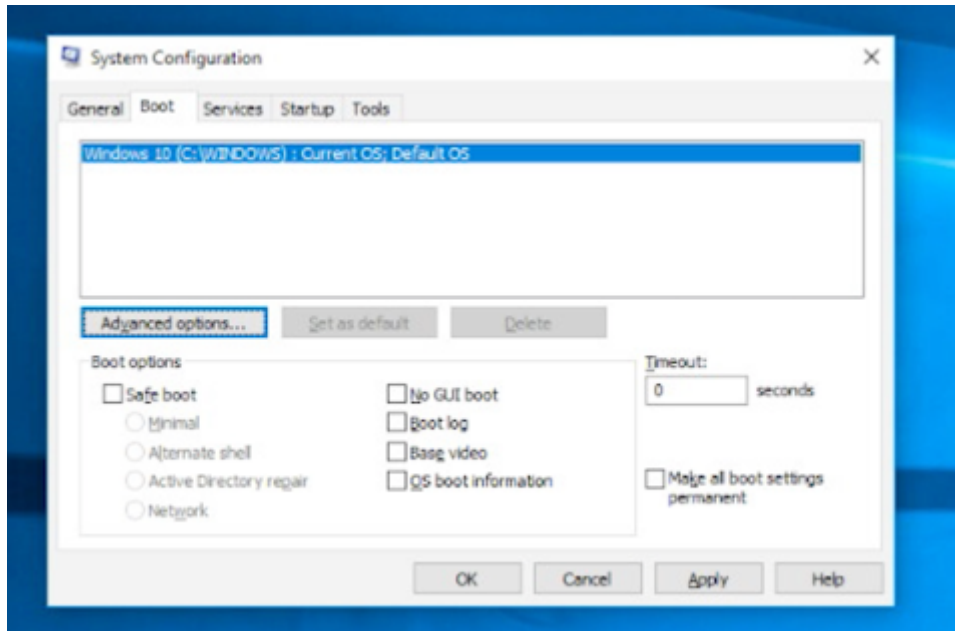 System Configuration
General Boot Services Startup Tools
Windows 10 (C:\WINDOWS) : Current OS; Default OS
Advanced options... Set as default Delete
Boot options
Timeout:
Safe boot No GUI boot 0 seconds
Minimal Boot log
Alternate shell Base video
Active Directory repair OS boot information Make all boot settings
permanent
Network
OK Cancel Apply Help